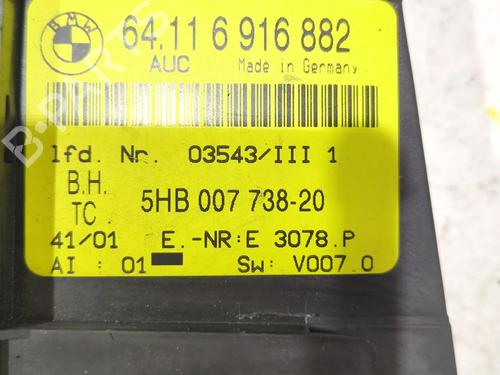 BMW
64.11 6 916 882
AUC Made in Germany
lfd. Nr. 03543/III 1
B.H.
TC. 5HB 007 738-20
41/01 E.-NR:E 3078.P
AI : 01 Sw: V007.0